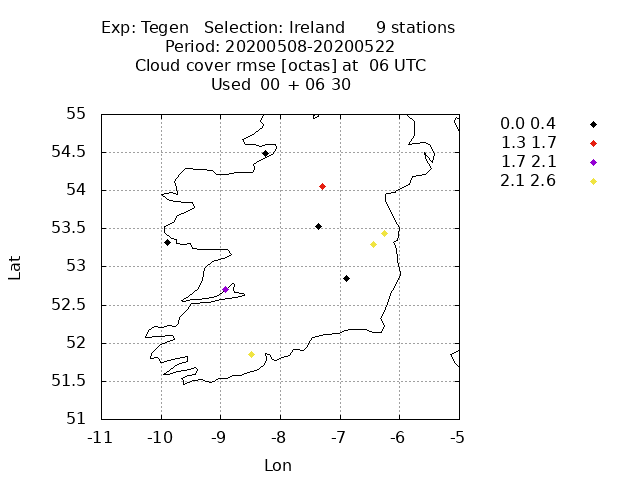 Exp: Tegen   Selection: Ireland      9 stations
Period: 20200508-20200522
Cloud cover rmse [octas] at  06 UTC
Used  00 + 06 30
0.0 0.4
1.3 1.7
1.7 2.1
2.1 2.6
55
54.5
54
53.5
53
52.5
52
51.5
51
Lat
-11 -10 -9 -8 -7 -6 -5
Lon